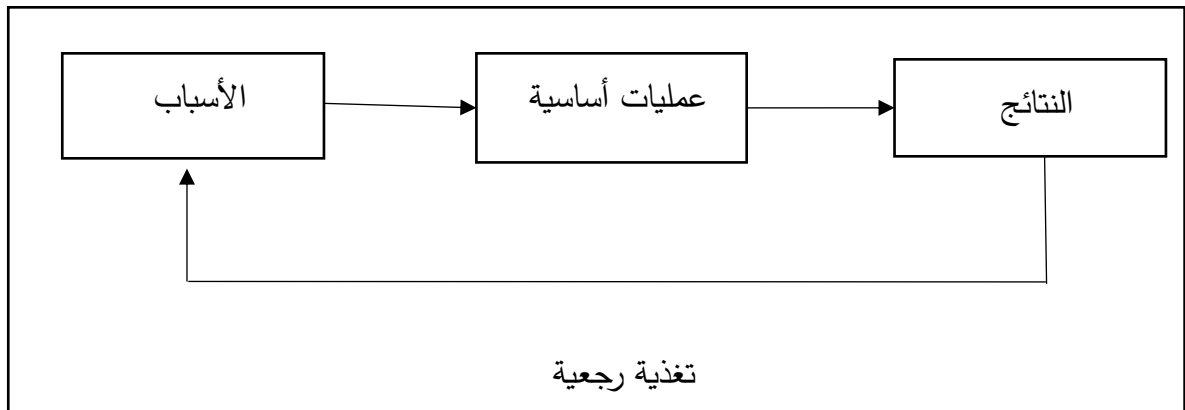 الأسباب
عمليات أساسية
النتائج
تغذية رجعية